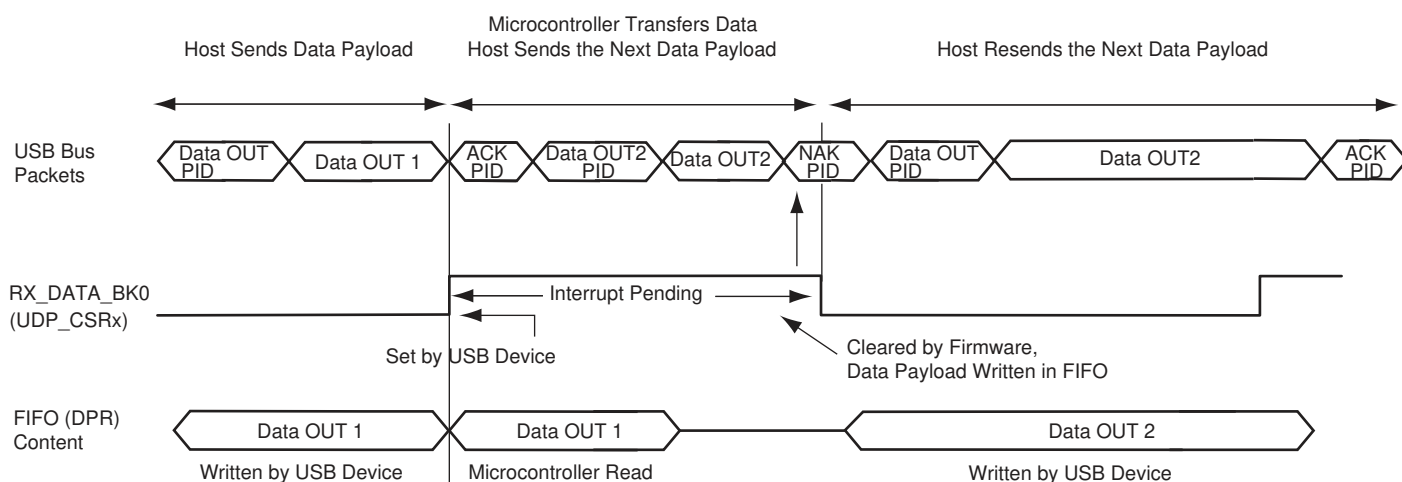 Microcontroller Transfers Data
Host Sends Data Payload
Host Sends the Next Data Payload
Host Resends the Next Data Payload
USB Bus
Packets
Data OUT
PID
Data OUT 1
ACK
PID
Data OUT2
PID
Data OUT2
NAK
PID
Data OUT
PID
Data OUT2
ACK
PID
RX_DATA_BK0
(UDP_CSRx)
Interrupt Pending
Set by USB Device
Cleared by Firmware,
Data Payload Written in FIFO
FIFO (DPR)
Content
Data OUT 1
Data OUT 1
Data OUT 2
Written by USB Device
Microcontroller Read
Written by USB Device